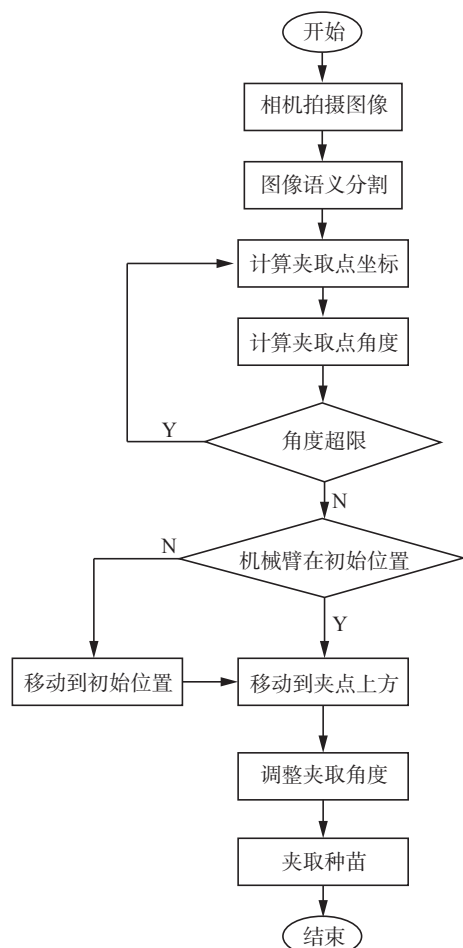 开始
相机拍摄图像
图像语义分割
计算夹取点坐标
计算夹取点角度
Y
角度超限
N
N
机械臂在初始位置
Y
移动到初始位置
移动到夹点上方
调整夹取角度
夹取种苗
结束